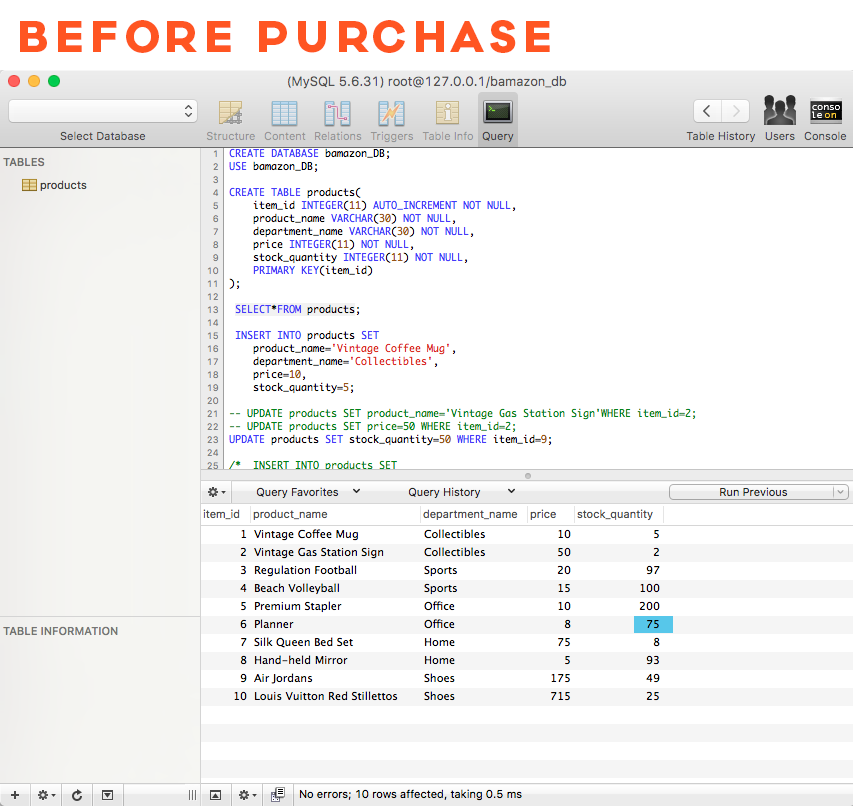 BEFORE PURCHASE
(MySQL 5.6.31) root@127.0.0.1/bamazon_db
Select Database
Structure Content Relations Triggers Table Info Query
conso
le on
Table History Users Console
TABLES
products
1 CREATE DATABASE bamazon_DB;
2 USE bamazon_DB;
3
4 CREATE TABLE products(
5 item_id INTEGER(11) AUTO_INCREMENT NOT NULL,
6 product_name VARCHAR(30) NOT NULL,
7 department_name VARCHAR(30) NOT NULL,
8 price INTEGER(11) NOT NULL,
9 stock_quantity INTEGER(11) NOT NULL,
10 PRIMARY KEY(item_id)
11 );
12
13 SELECT*FROM products;
14
15 INSERT INTO products SET
16 product_name='Vintage Coffee Mug',
17 department_name='Collectibles',
18 price=10,
19 stock_quantity=5;
20
21 -- UPDATE products SET product_name='Vintage Gas Station Sign'WHERE item_id=2;
22 -- UPDATE products SET price=50 WHERE item_id=2;
23 UPDATE products SET stock_quantity=50 WHERE item_id=9;
24
25 /* INSERT INTO products SET
Query Favorites Query History Run Previous
item_id product_name department_name price stock_quantity
1 Vintage Coffee Mug Collectibles 10 5
2 Vintage Gas Station Sign Collectibles 50 2
3 Regulation Football Sports 20 97
4 Beach Volleyball Sports 15 100
5 Premium Stapler Office 10 200
6 Planner Office 8 75
7 Silk Queen Bed Set Home 75 8
8 Hand-held Mirror Home 5 93
9 Air Jordans Shoes 175 49
10 Louis Vuitton Red Stillettos Shoes 715 25
TABLE INFORMATION
No errors; 10 rows affected, taking 0.5 ms